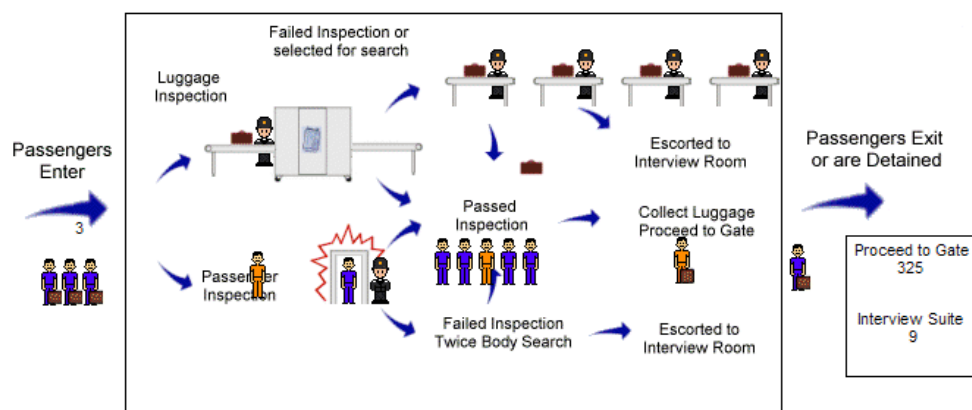 Failed Inspection or
selected for search
Luggage
Inspection
Passengers
Enter
3
Escorted to
Interview Room
Passengers Exit
or are Detained
Passed
Inspection
Collect Luggage
Proceed to Gate
Passenger
Inspection
Proceed to Gate
325
Failed Inspection
Twice Body Search
Escorted to
Interview Room
Interview Suite
9